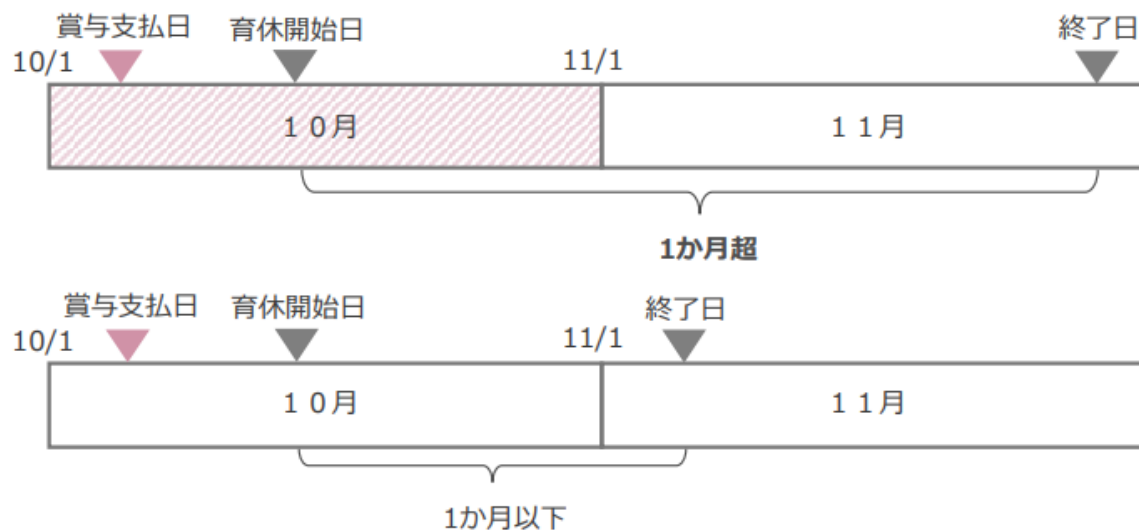 賞与支払日 育休開始日 終了日
10/1 11/1
１０月 １１月
1か月超
賞与支払日 育休開始日 終了日
10/1 11/1
１０月 １１月
1か月以下